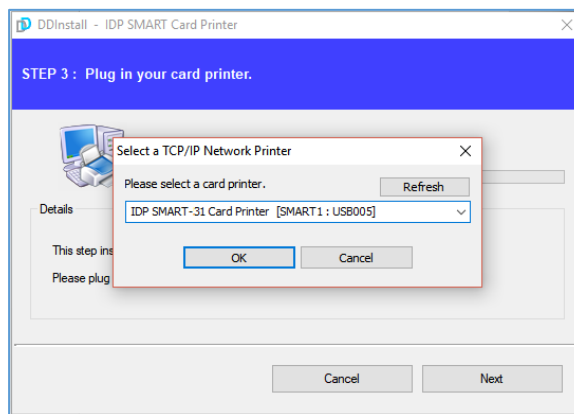 DDInstall - IDP SMART Card Printer
STEP 3 : Plug in your card printer.
Select a TCP/IP Network Printer
Please select a card printer.
Refresh
IDP SMART-31 Card Printer [SMART1 : USB005]
OK Cancel
Details
This step ins
Please plug
Cancel Next